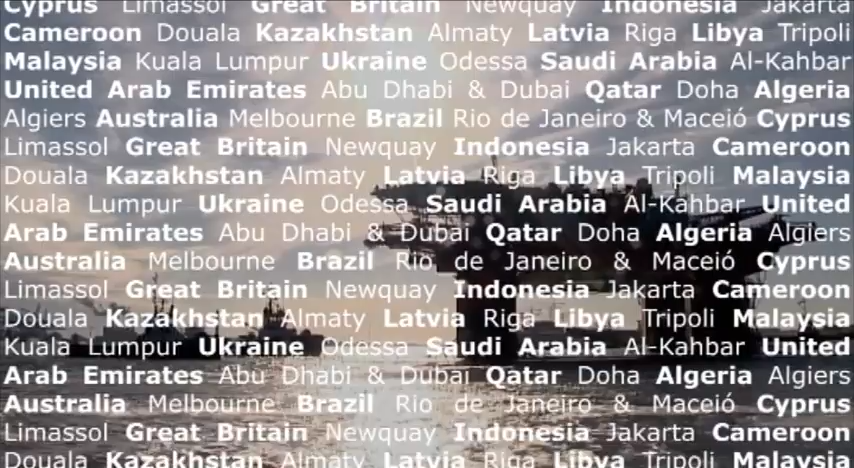 Cyprus Limassol Great Britain Newquay Indonesia Jakarta
Cameroon Douala Kazakhstan Almaty Latvia Riga Libya Tripoli
Malaysia Kuala Lumpur Ukraine Odessa Saudi Arabia Al-Kahbar
United Arab Emirates Abu Dhabi & Dubai Qatar Doha Algeria
Algiers Australia Melbourne Brazil Rio de Janeiro & Maceió Cyprus
Limassol Great Britain Newquay Indonesia Jakarta Cameroon
Douala Kazakhstan Almaty Latvia Riga Libya Tripoli Malaysia
Kuala Lumpur Ukraine Odessa Saudi Arabia Al-Kahbar United
Arab Emirates Abu Dhabi & Dubai Qatar Doha Algeria Algiers
Australia Melbourne Brazil Rio de Janeiro & Maceió Cyprus
Limassol Great Britain Newquay Indonesia Jakarta Cameroon
Douala Kazakhstan Almaty Latvia Riga Libya Tripoli Malaysia
Kuala Lumpur Ukraine Odessa Saudi Arabia Al-Kahbar United
Arab Emirates Abu Dhabi & Dubai Qatar Doha Algeria Algiers
Australia Melbourne Brazil Rio de Janeiro & Maceió Cyprus
Limassol Great Britain Newquay Indonesia Jakarta Cameroon
Douala Kazakhstan Almaty Latvia Riga Libya Tripoli Malaysia